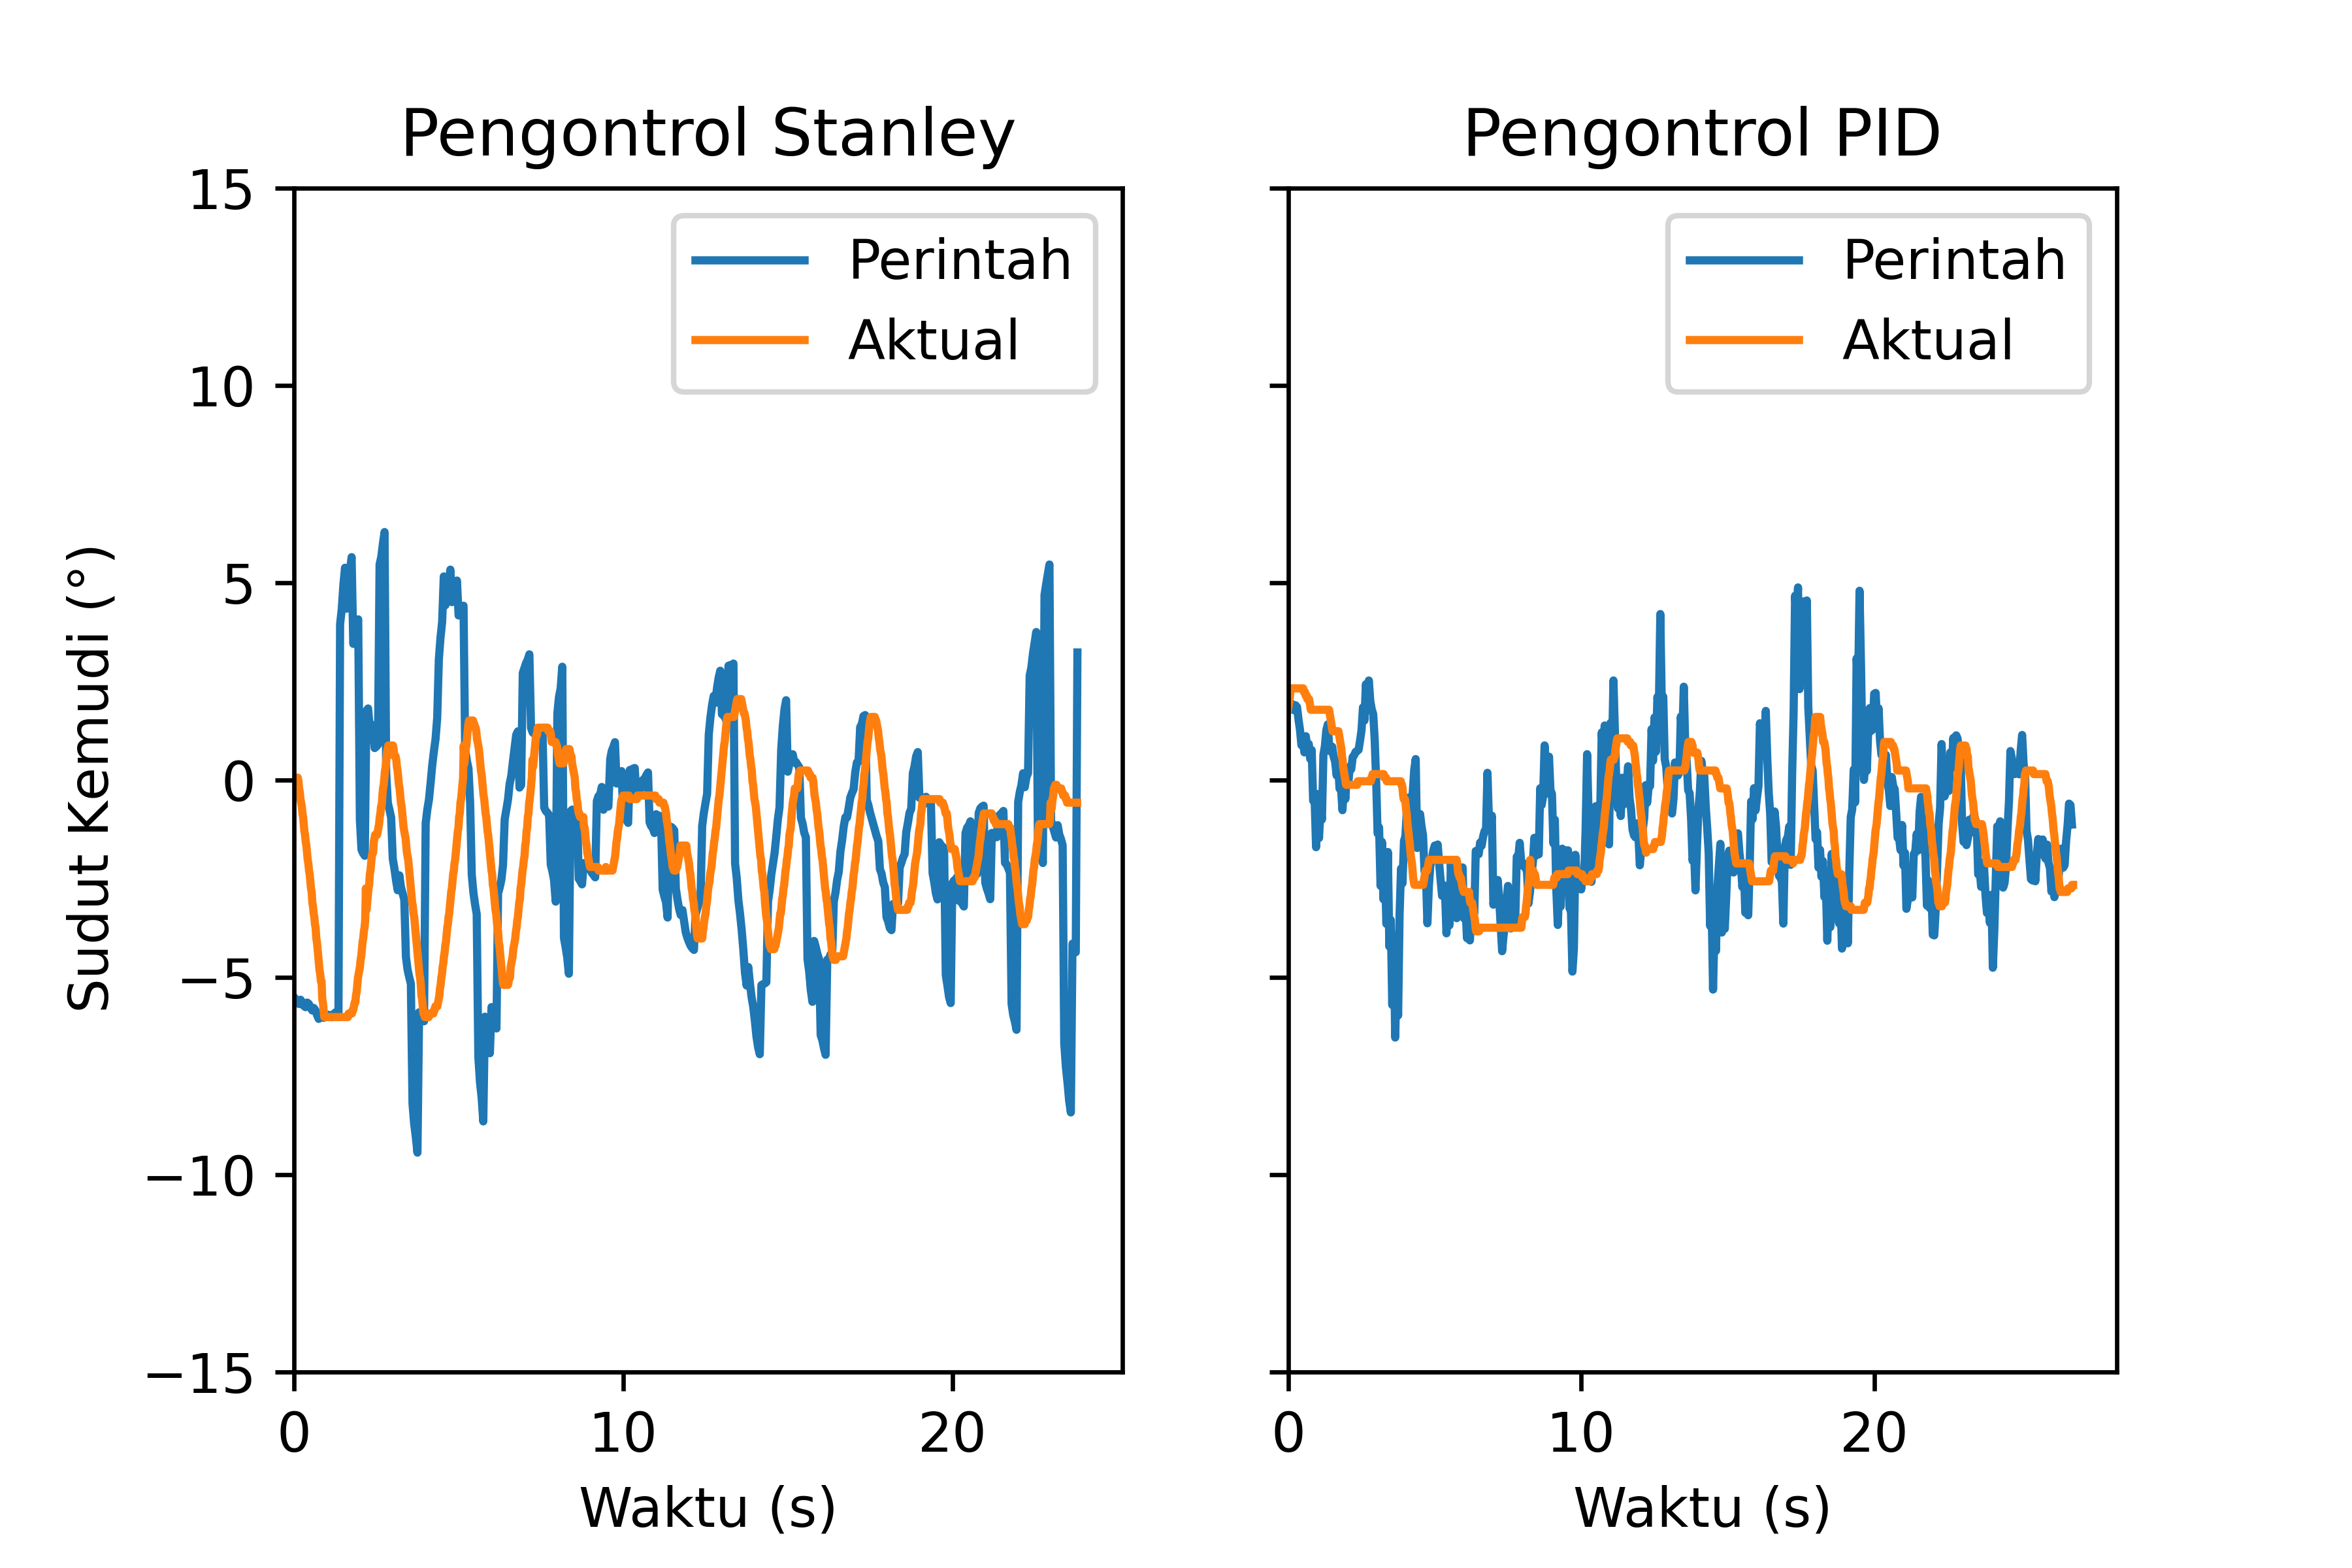 Pengontrol Stanley
Pengontrol PID
Sudut Kemudi (°)
15
10
5
0
−5
−10
−15
Perintah
Aktual
0
10
20
Waktu (s)
Perintah
Aktual
0
10
20
Waktu (s)